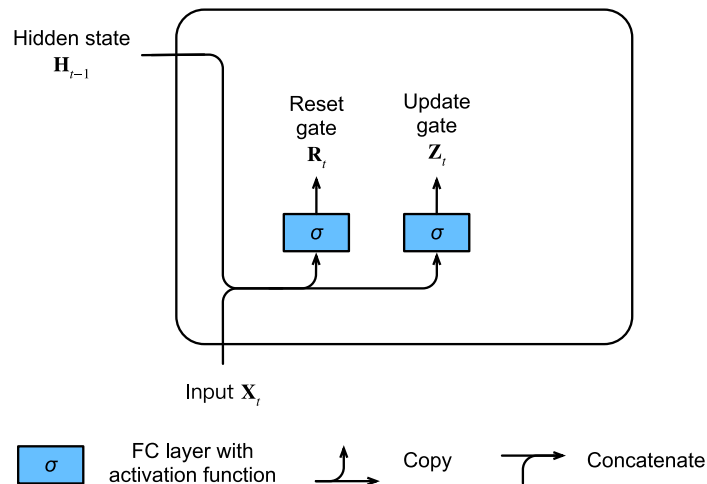 Hidden state
H_{t−1}
Reset
gate
R_t
Update
gate
Z_t
σ
σ
Input X_t
σ
FC layer with
activation function
Copy
Concatenate